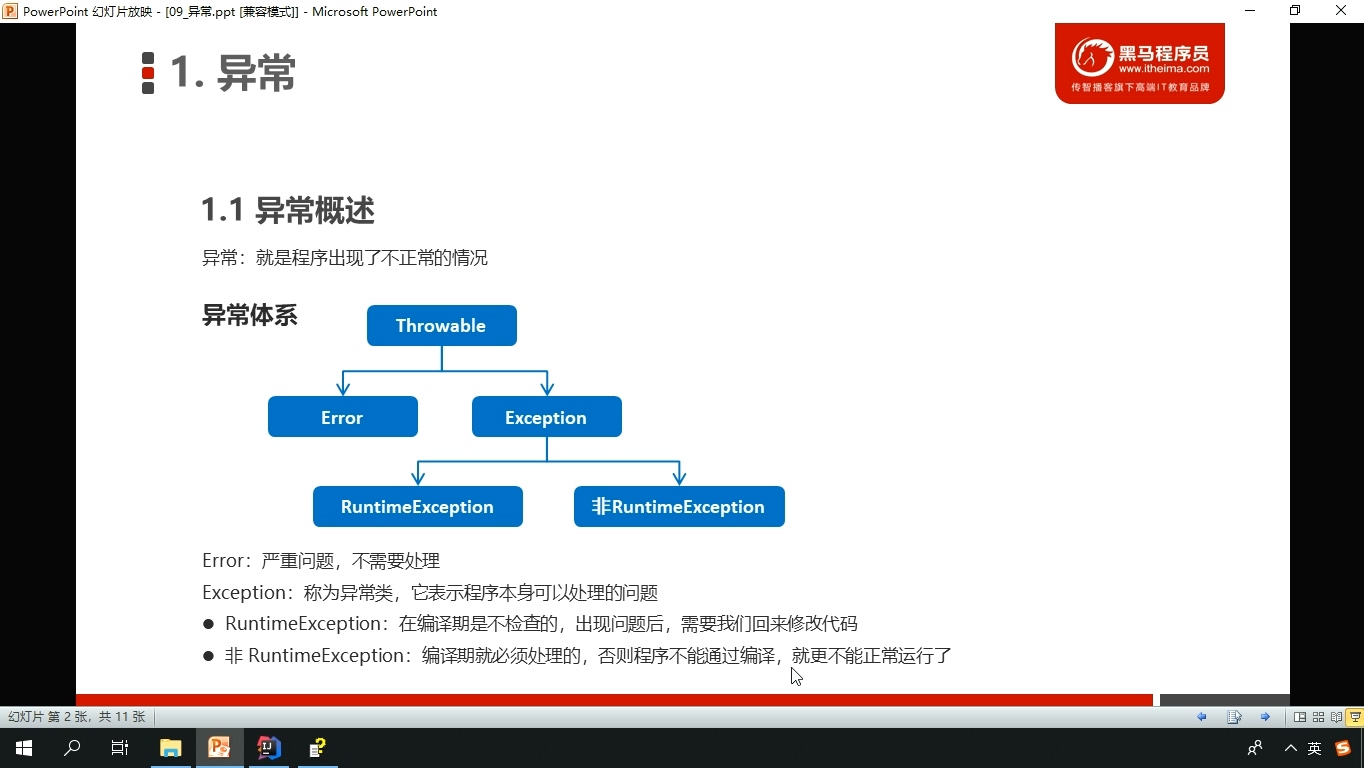 PowerPoint 幻灯片放映 - [09_异常.ppt [兼容模式]] - Microsoft PowerPoint
1. 异常
黑马程序员
www.itheima.com
传智播客旗下高端IT教育品牌
1.1 异常概述
异常：就是程序出现了不正常的情况
异常体系
Throwable
Error
Exception
RuntimeException
非RuntimeException
Error：严重问题，不需要处理
Exception：称为异常类，它表示程序本身可以处理的问题
● RuntimeException：在编译期是不检查的，出现问题后，需要我们回来修改代码
● 非 RuntimeException：编译期就必须处理的，否则程序不能通过编译，就更不能正常运行了
幻灯片 第 2 张，共 11 张
英